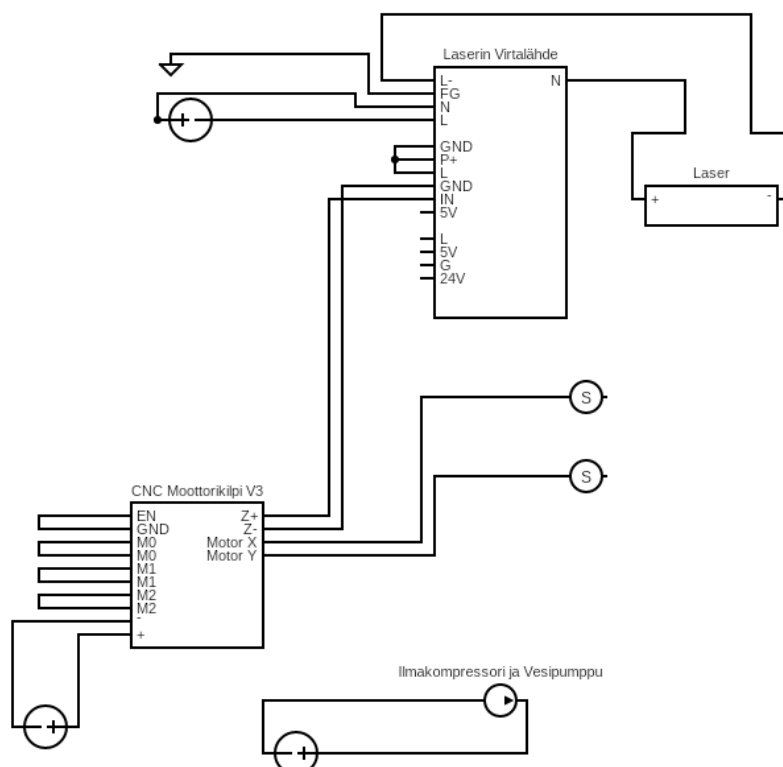 Laserin Virtalähde
L-
FG
N
L
GND
P+
L
GND
IN
5V
L
5V
G
24V
N
Laser
+ -
S
S
CNC Moottorikilpi V3
EN
GND
M0
M0
M1
M1
M2
M2
-
+
Z+
Z-
Motor X
Motor Y
Ilmakompressori ja Vesipumppu